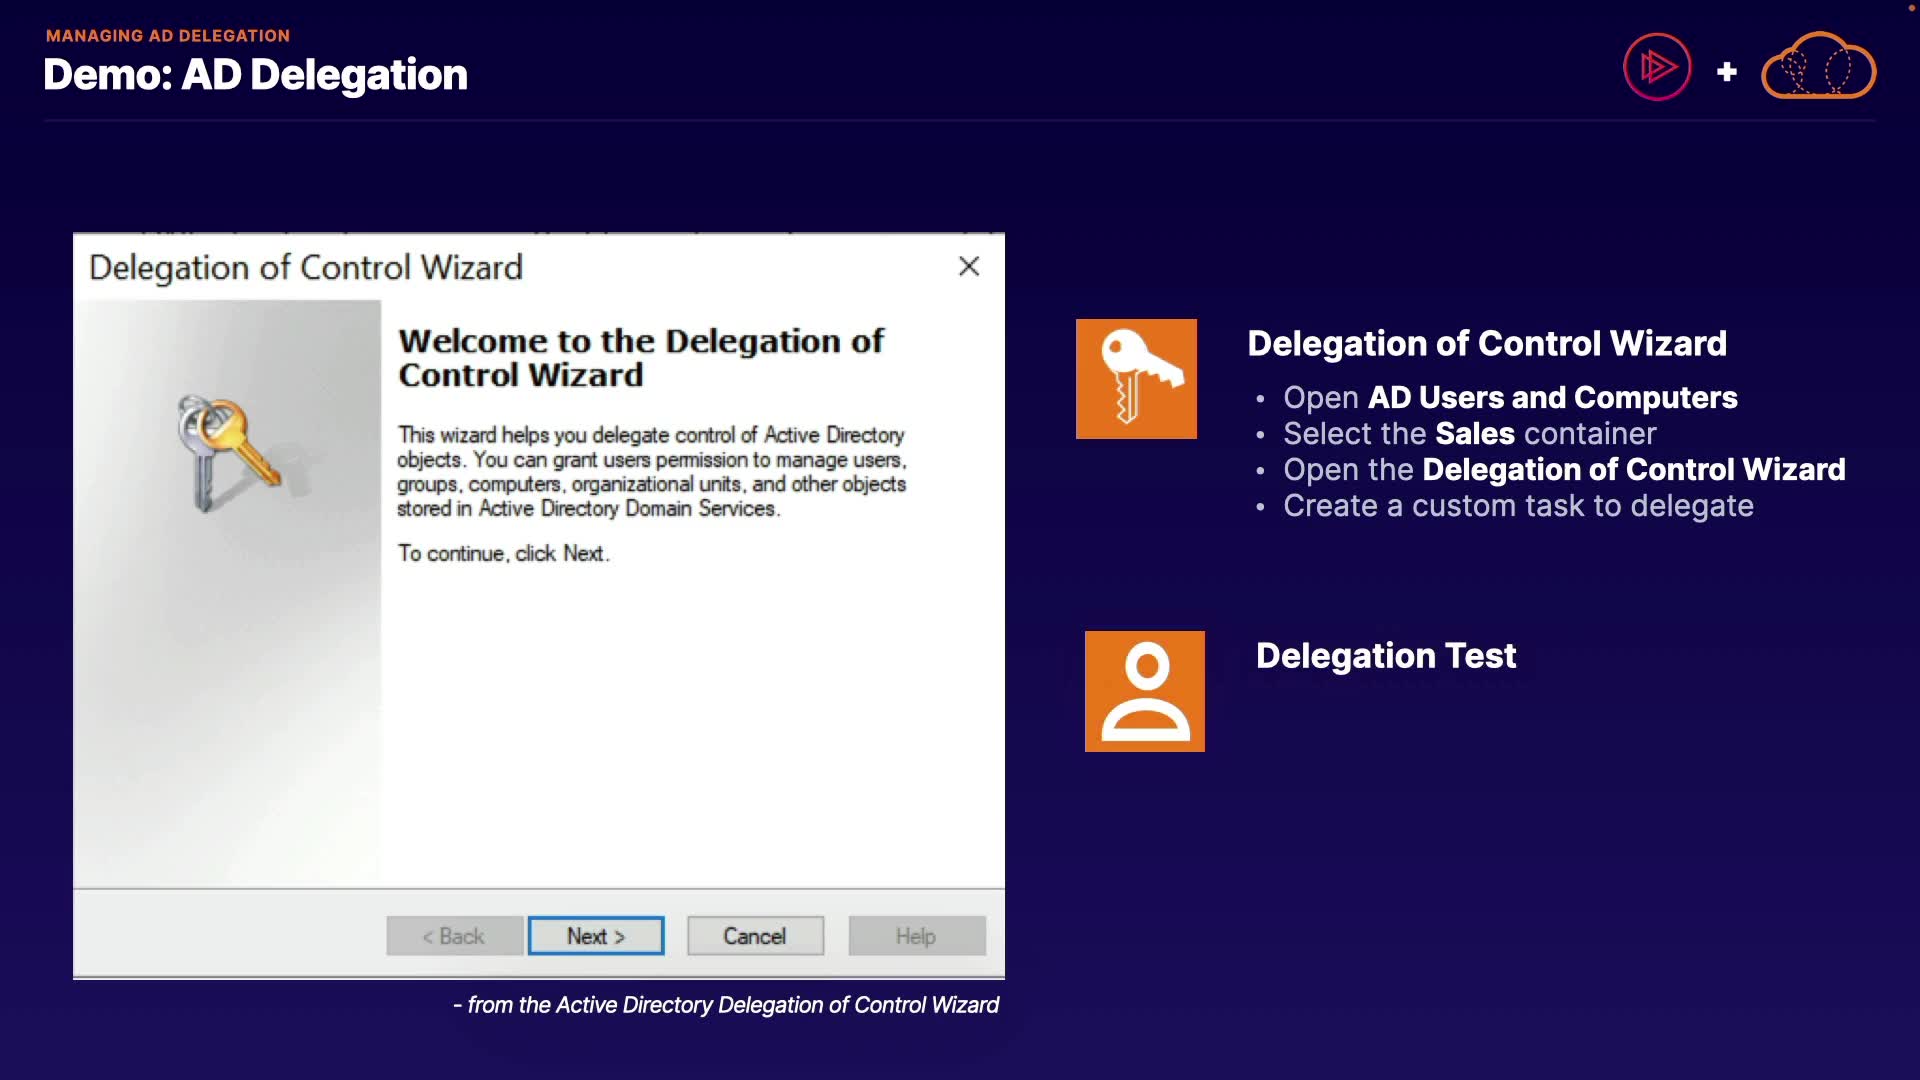 MANAGING AD DELEGATION
Demo: AD Delegation
+
Delegation of Control Wizard
Welcome to the Delegation of
Control Wizard
This wizard helps you delegate control of Active Directory
objects. You can grant users permission to manage users,
groups, computers, organizational units, and other objects
stored in Active Directory Domain Services.
To continue, click Next.
< Back
Next >
Cancel
Help
- from the Active Directory Delegation of Control Wizard
Delegation of Control Wizard
• Open AD Users and Computers
• Select the Sales container
• Open the Delegation of Control Wizard
• Create a custom task to delegate
Delegation Test